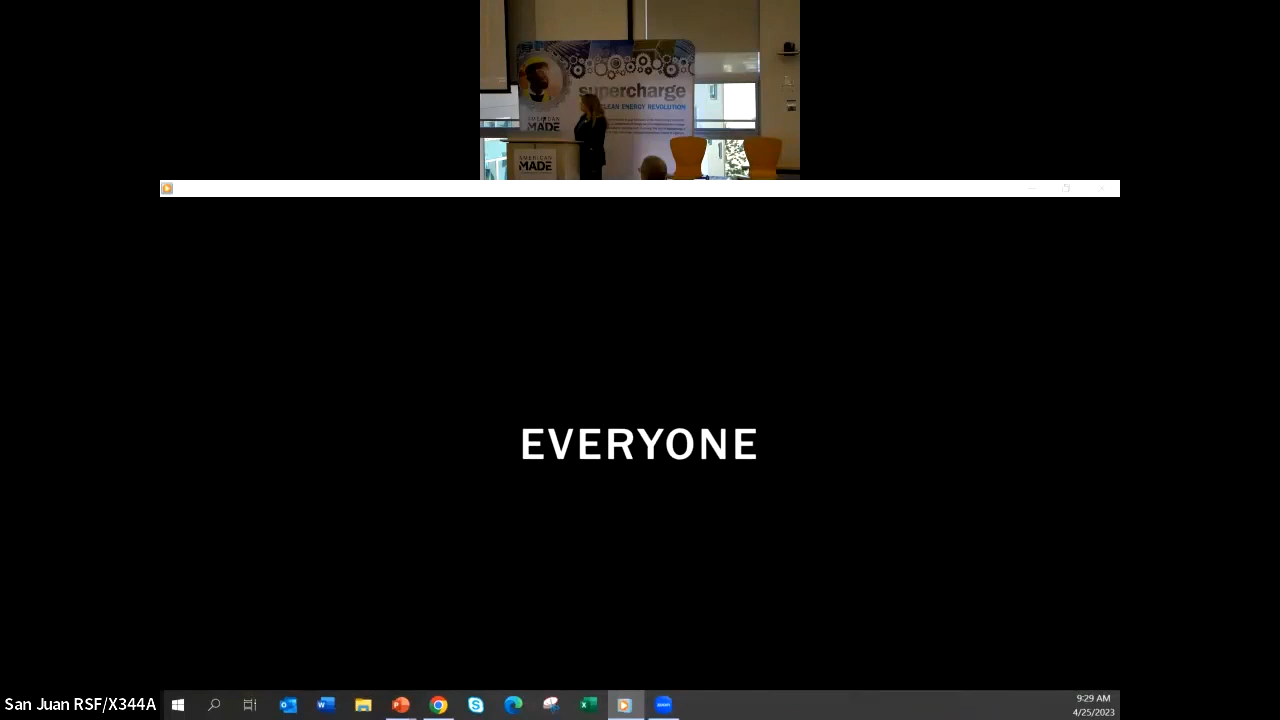 supercharge
CLEAN ENERGY REVOLUTION
AMERICAN
MADE
AMERICAN
MADE
EVERYONE
San Juan RSF/X344A
9:29 AM
4/25/2023